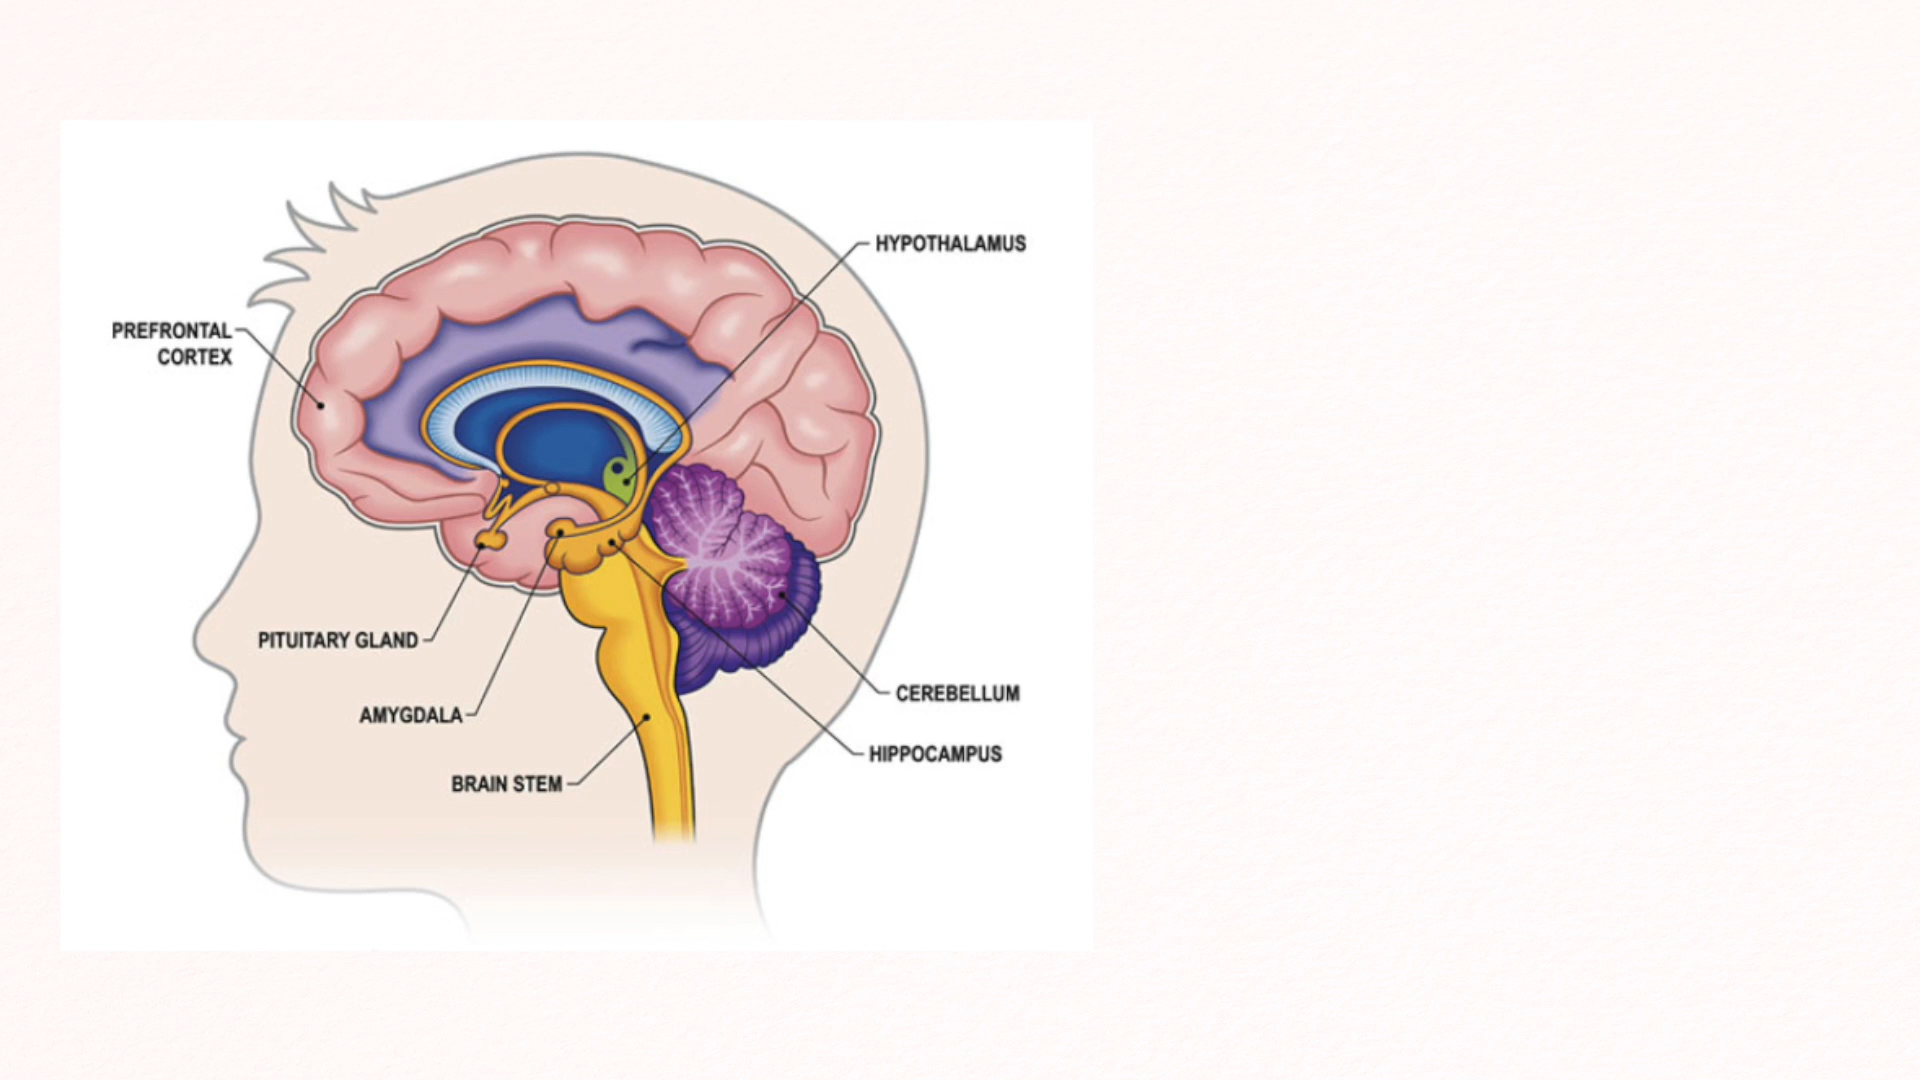 HYPOTHALAMUS
PREFRONTAL
CORTEX
PITUITARY GLAND
AMYGDALA
BRAIN STEM
CEREBELLUM
HIPPOCAMPUS